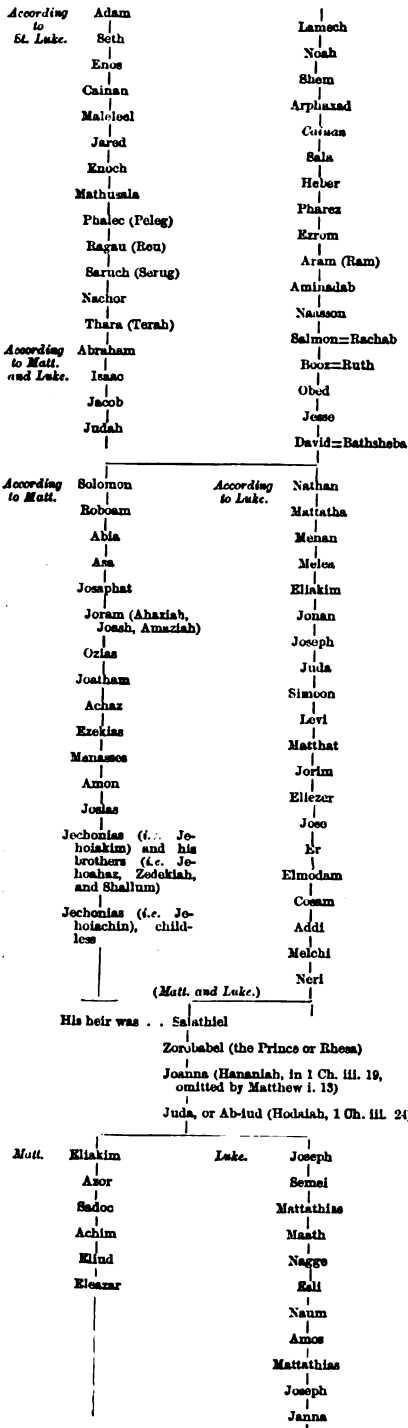 According
to
St. Luke.
Adam
Seth
Enos
Cainan
Maleleel
Jared
Enoch
Mathusala
Phalec (Peleg)
Ragau (Reu)
Saruch (Serug)
Nachor
Thara (Terah)
According
to Matt.
and Luke.
Abraham
Isaac
Jacob
Judah
Lamech
Noah
Shem
Arphaxad
Cainan
Sala
Heber
Pharez
Ezrom
Aram (Ram)
Aminadab
Naasson
Salmon=Rachab
Booz=Ruth
Obed
Jesse
David=Bathsheba
According
to Matt.
Solomon
Roboam
Abia
Asa
Josaphat
Joram (Ahaziah,
Joash, Amaziah)
Ozias
Joatham
Achaz
Ezekias
Manasses
Amon
Josias
Jechonias (i.e. Je-
hoiakim) and his
brothers (i.e. Je-
hoahaz, Zedekiah,
and Shallum)
Jechonias (i.e. Je-
hoiachin), child-
less
According
to Luke.
Nathan
Mattatha
Menan
Melea
Eliakim
Jonan
Joseph
Juda
Simeon
Levi
Matthat
Jorim
Eliezer
Jose
Er
Elmodam
Cosam
Addi
Melchi
Neri
(Matt. and Luke.)
His heir was . . Salathiel
Zorobabel (the Prince or Rhesa)
Joanna (Hananiah, in 1 Ch. iii. 19,
omitted by Matthew i. 13)
Juda, or Ab-iud (Hodaiah, 1 Ch. iii. 24)
Matt.
Eliakim
Azor
Sadoc
Achim
Eliud
Eleazar
Luke.
Joseph
Semei
Mattathias
Maath
Nagge
Esli
Naum
Amos
Mattathias
Joseph
Janna